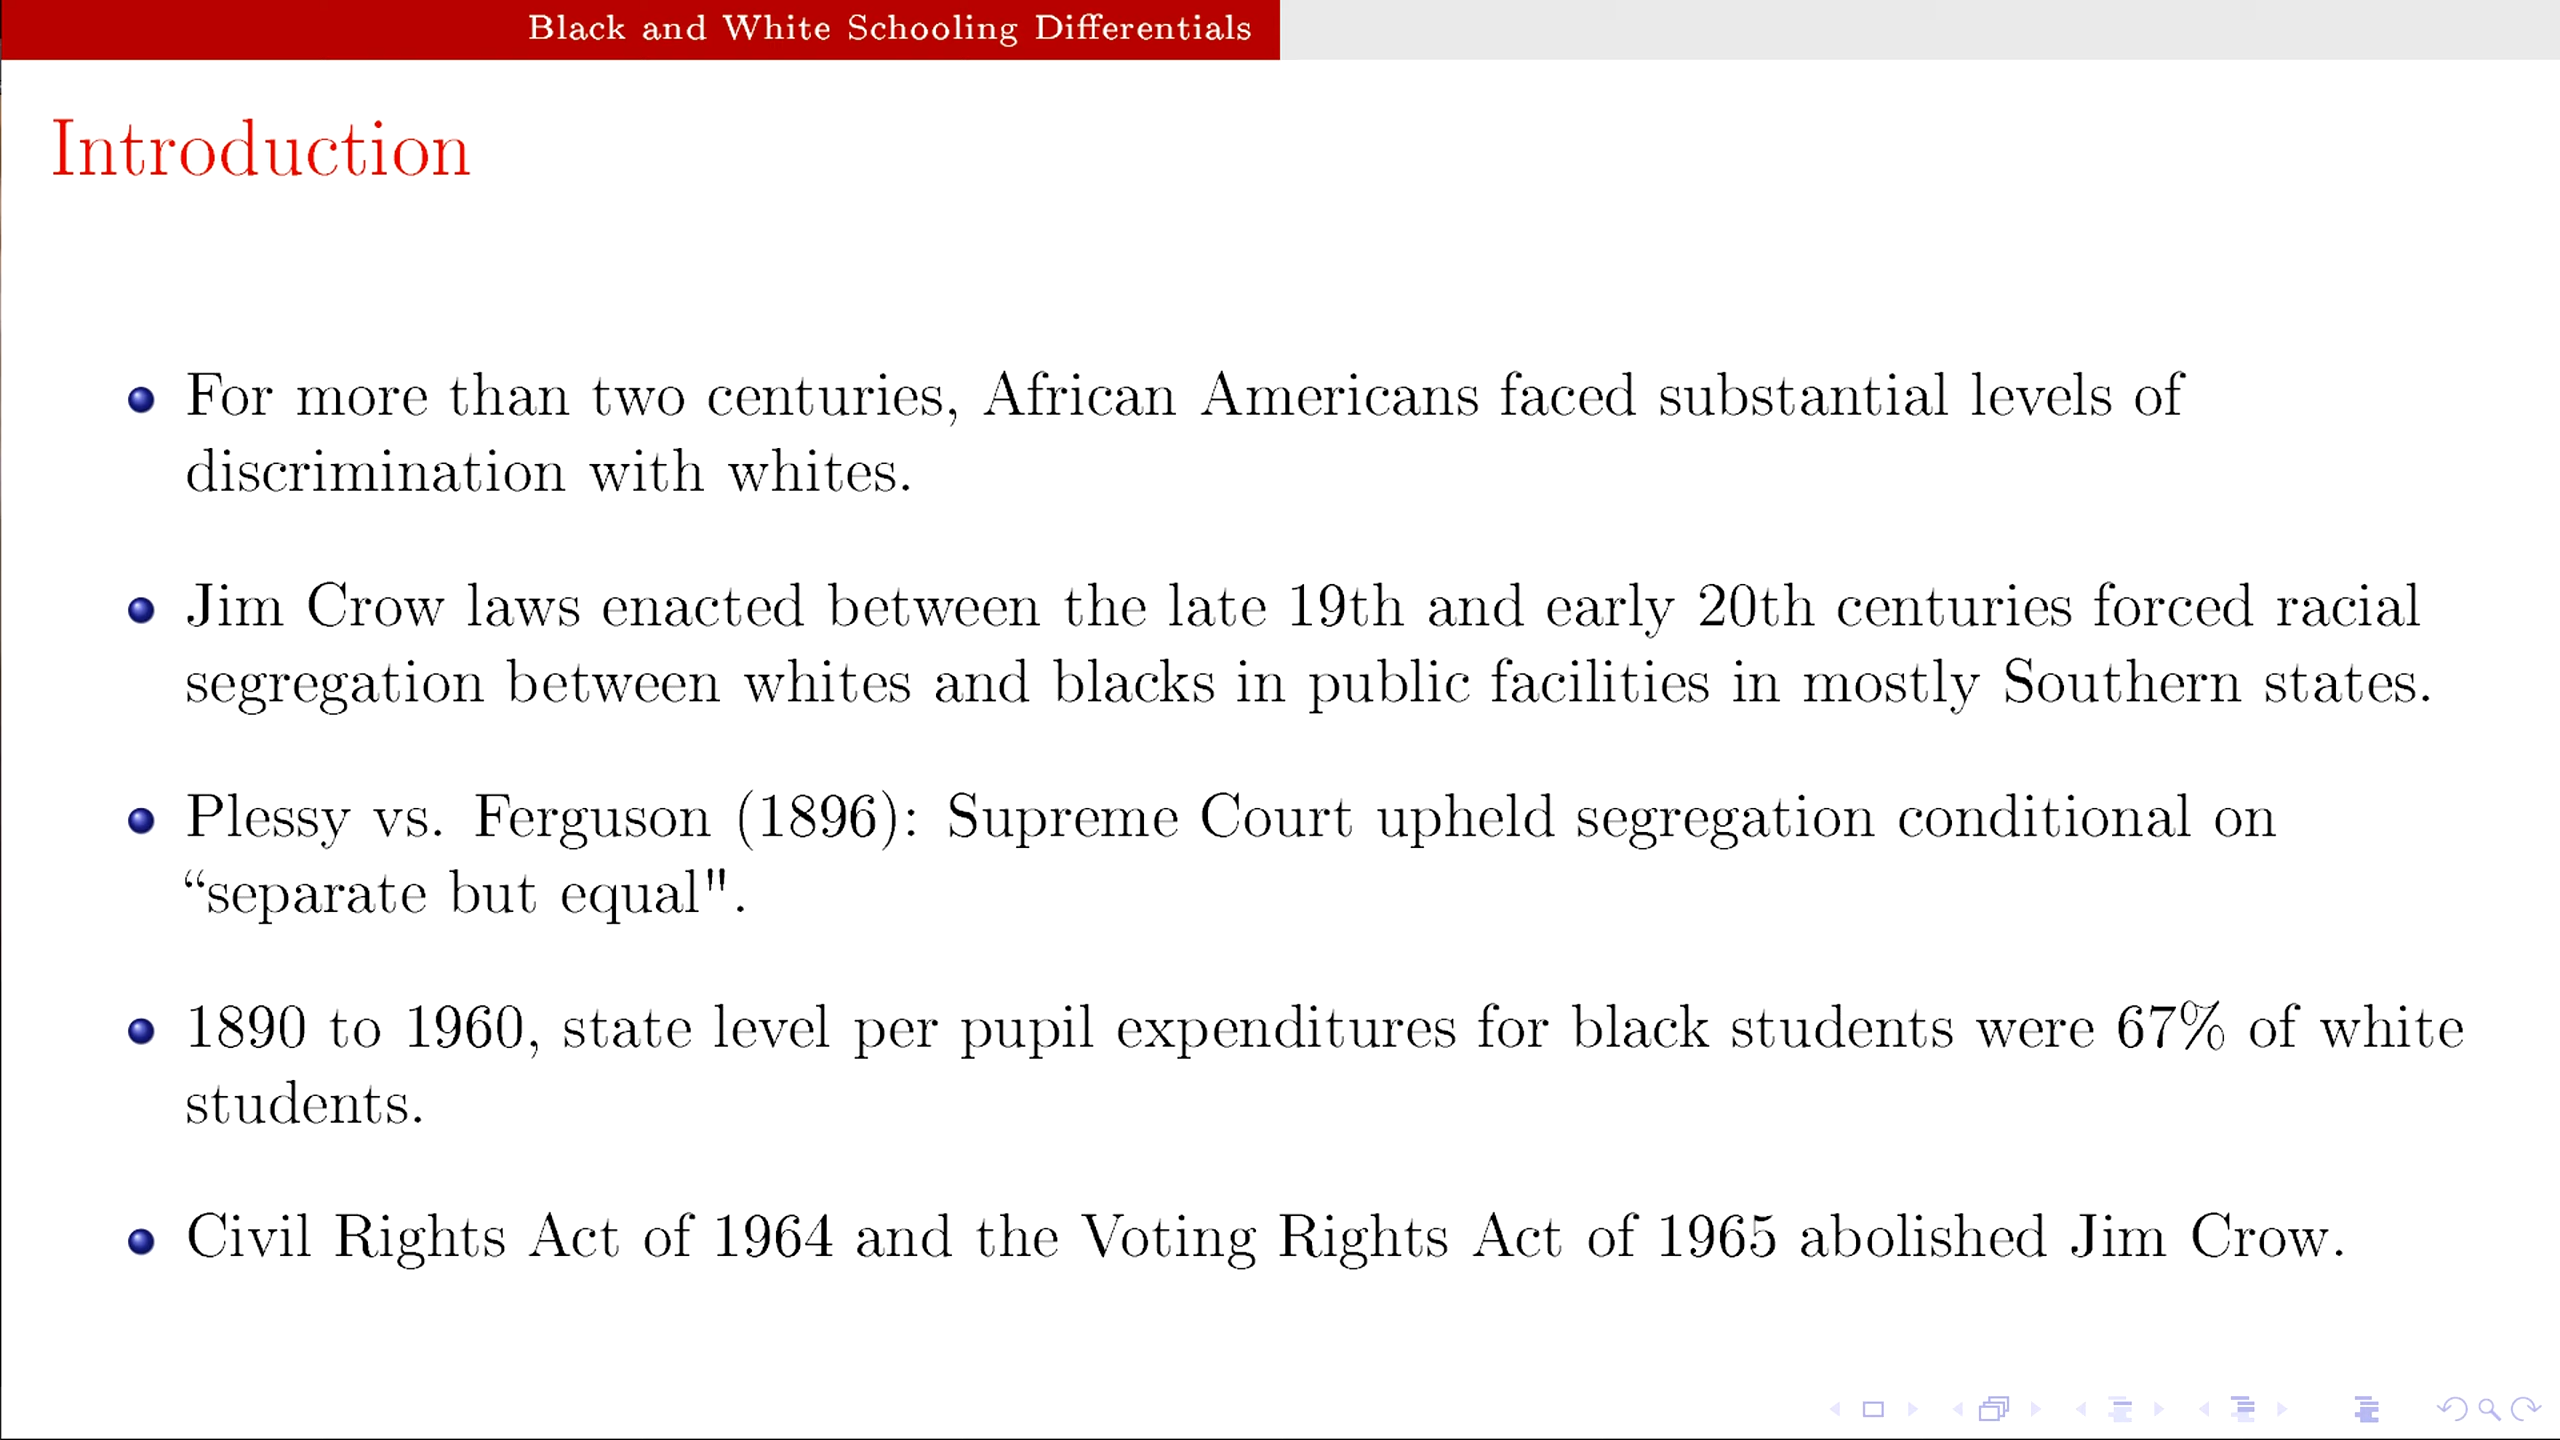 Black and White Schooling Differentials
Introduction
For more than two centuries, African Americans faced substantial levels of
discrimination with whites.
Jim Crow laws enacted between the late 19th and early 20th centuries forced racial
segregation between whites and blacks in public facilities in mostly Southern states.
Plessy vs. Ferguson (1896): Supreme Court upheld segregation conditional on
“separate but equal".
1890 to 1960, state level per pupil expenditures for black students were 67% of white
students.
Civil Rights Act of 1964 and the Voting Rights Act of 1965 abolished Jim Crow.